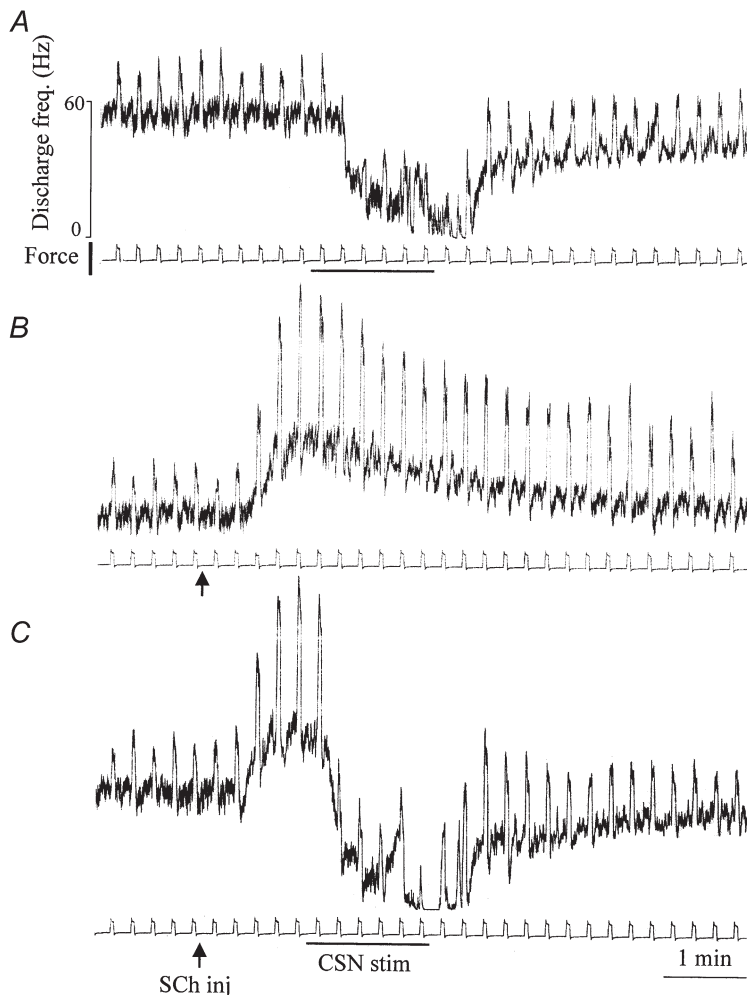 A
Discharge freq. (Hz)
60
0
Force
B
C
SCh inj
CSN stim
1 min